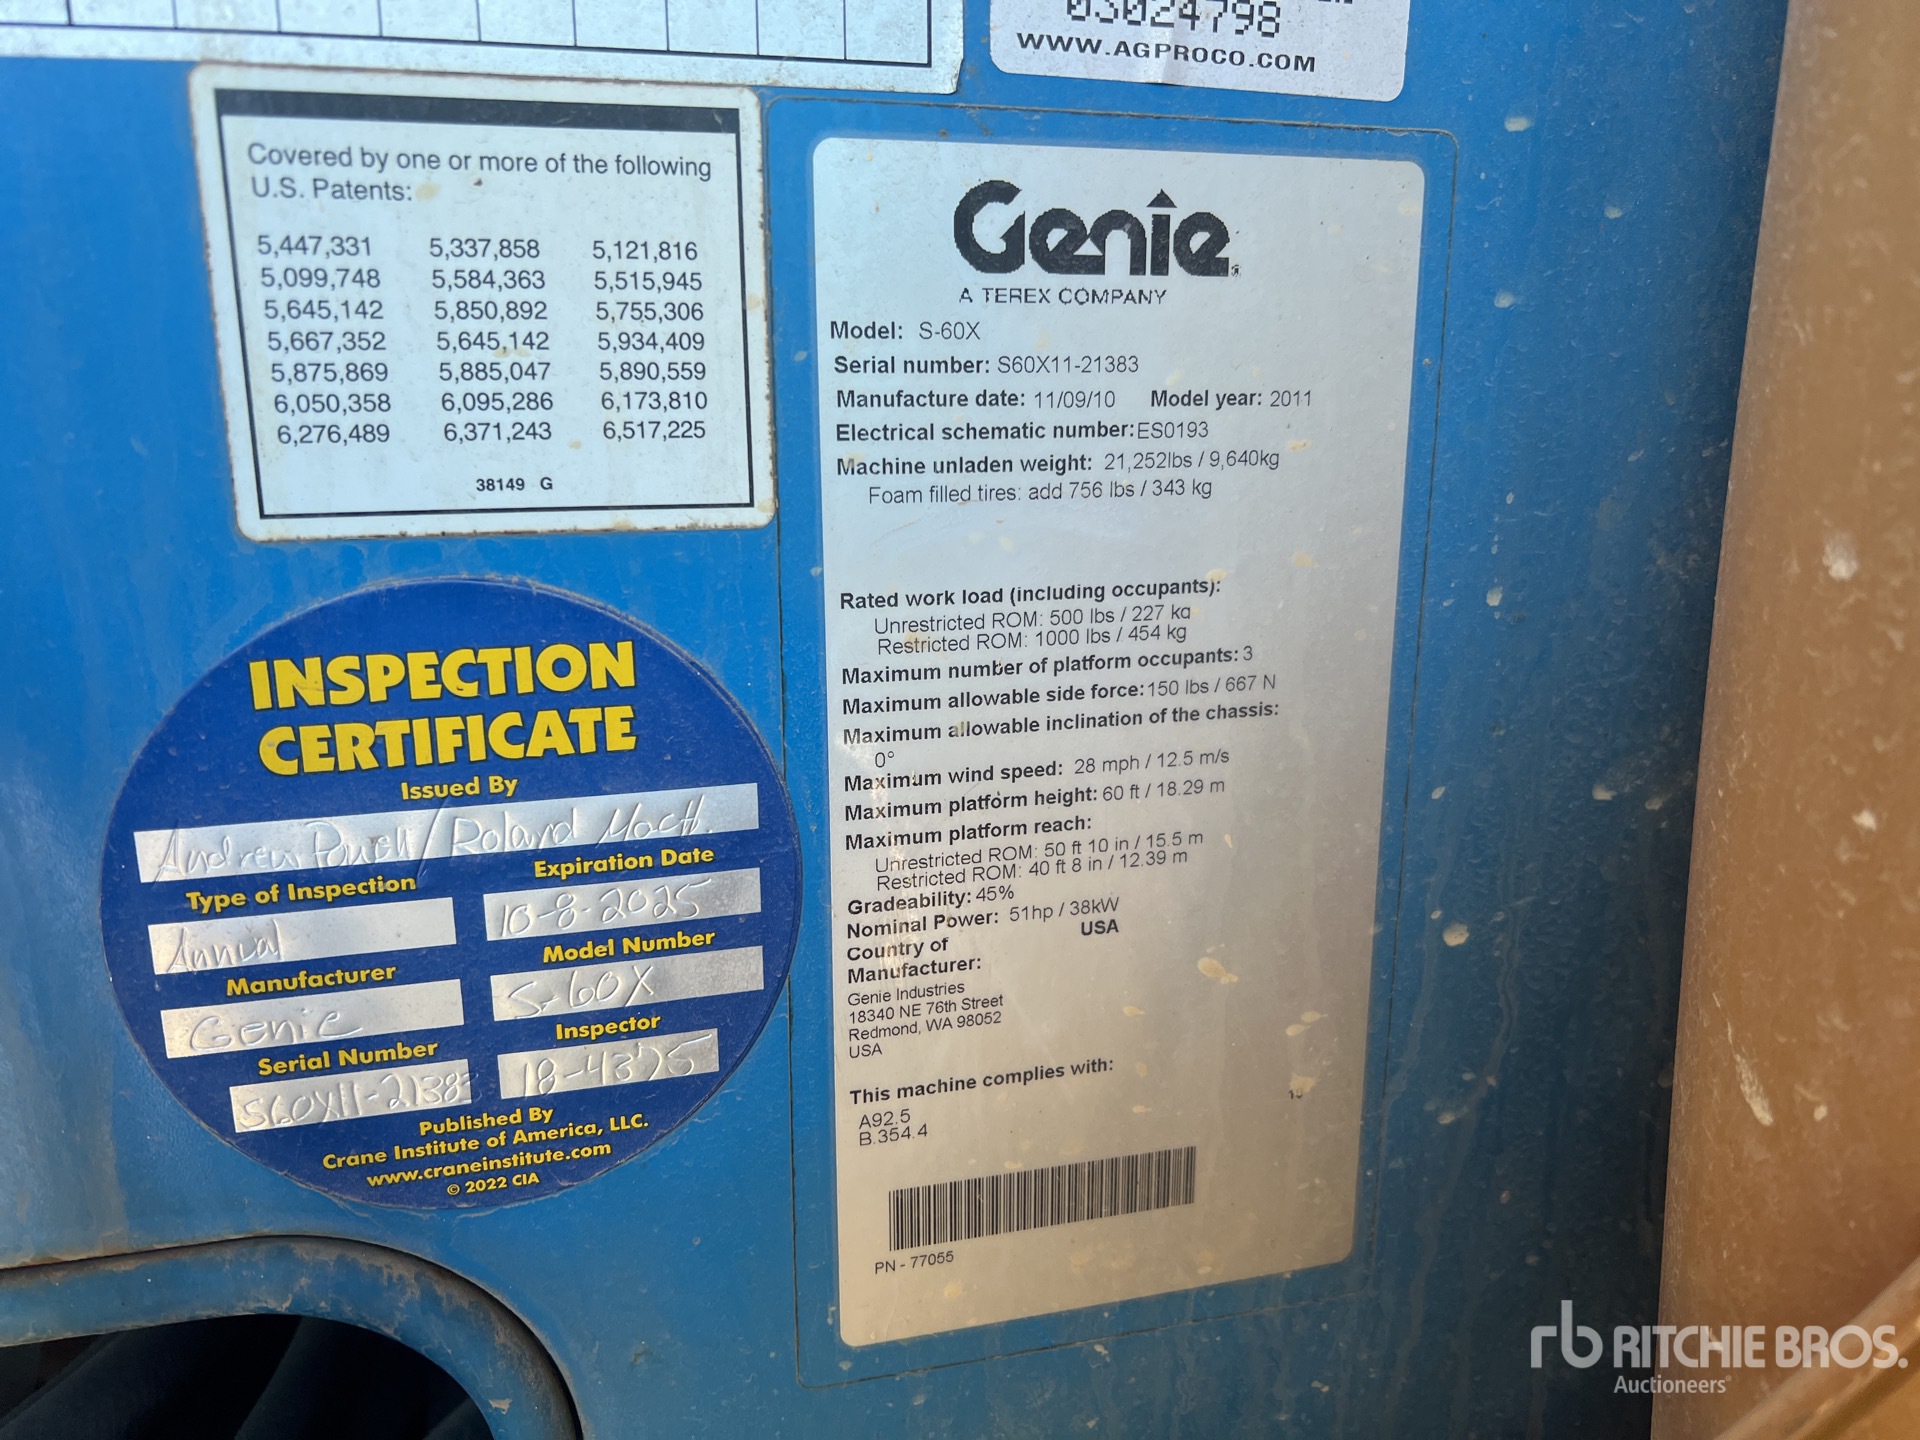 03024798
WWW.AGPROCO.COM
Covered by one or more of the following
U.S. Patents:
5,447,331 5,337,858 5,121,816
5,099,748 5,584,363 5,515,945
5,645,142 5,850,892 5,755,306
5,667,352 5,645,142 5,934,409
5,875,869 5,885,047 5,890,559
6,050,358 6,095,286 6,173,810
6,276,489 6,371,243 6,517,225
38149 G
INSPECTION
CERTIFICATE
Issued By
Andrew Powell/Roland
Type of Inspection Expiration Date
Annual 10-8-2025
Manufacturer Model Number
Genie S-60X
Serial Number Inspector
S60X11-21383 18-4375
Published By
Crane Institute of America, LLC.
www.craneinstitute.com
© 2022 CIA
Genie
A TEREX COMPANY
Model: S-60X
Serial number: S60X11-21383
Manufacture date: 11/09/10 Model year: 2011
Electrical schematic number:ES0193
Machine unladen weight: 21,252lbs / 9,640kg
Foam filled tires: add 756 lbs / 343 kg
Rated work load (including occupants):
Unrestricted ROM: 500 lbs / 227 kg
Restricted ROM: 1000 lbs / 454 kg
Maximum number of platform occupants: 3
Maximum allowable side force: 150 lbs / 667 N
Maximum allowable inclination of the chassis:
0°
Maximum wind speed: 28 mph / 12.5 m/s
Maximum platform height: 60 ft / 18.29 m
Maximum platform reach:
Unrestricted ROM: 50 ft 10 in / 15.5 m
Restricted ROM: 40 ft 8 in / 12.39 m
Gradeability: 45%
Nominal Power: 51hp / 38kW
Country of USA
Manufacturer:
Genie Industries
18340 NE 76th Street
Redmond, WA 98052
USA
This machine complies with:
A92.5
B.354.4
PN - 77055
rb RITCHIE BROS.
Auctioneers